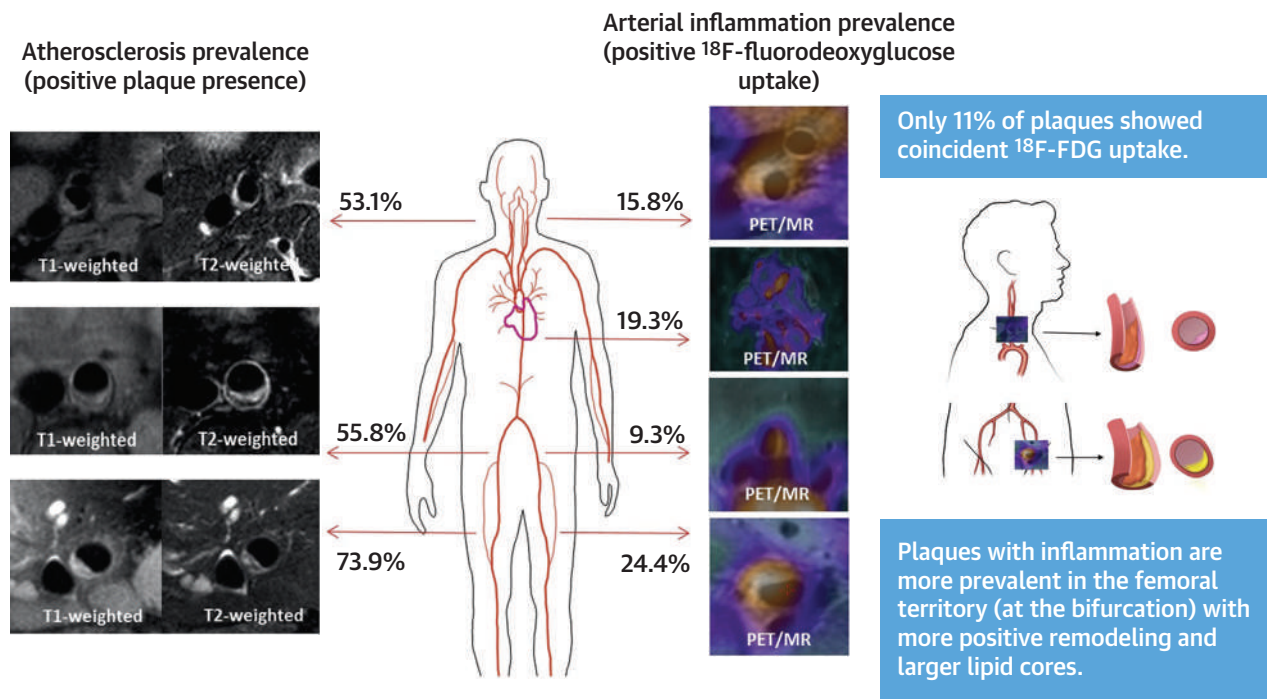 Atherosclerosis prevalence
(positive plaque presence)
T1-weighted
T2-weighted
T1-weighted
T2-weighted
T1-weighted
T2-weighted
53.1%
55.8%
73.9%
Arterial inflammation prevalence
(positive ¹⁸F-fluorodeoxyglucose
uptake)
15.8%
19.3%
9.3%
24.4%
PET/MR
PET/MR
PET/MR
PET/MR
Only 11% of plaques showed
coincident ¹⁸F-FDG uptake.
Plaques with inflammation are
more prevalent in the femoral
territory (at the bifurcation) with
more positive remodeling and
larger lipid cores.